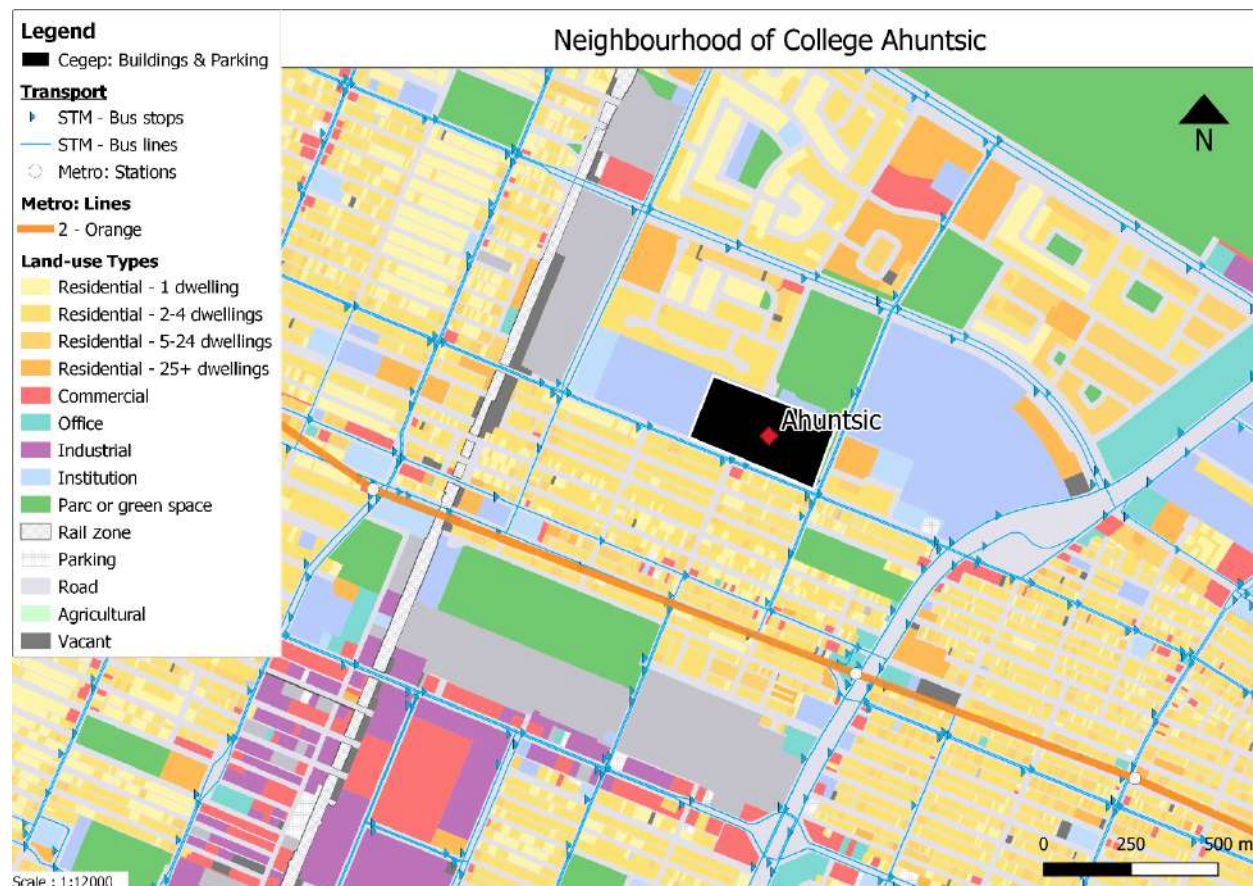 Neighbourhood of College Ahuntsic
Legend
Cegep: Buildings & Parking
Transport
STM - Bus stops
STM - Bus lines
Metro: Stations
Metro: Lines
2 - Orange
Land-use Types
Residential - 1 dwelling
Residential - 2-4 dwellings
Residential - 5-24 dwellings
Residential - 25+ dwellings
Commercial
Office
Industrial
Institution
Parc or green space
Rail zone
Parking
Road
Agricultural
Vacant
N
Ahuntsic
0 250 500 m
Scale : 1:12000